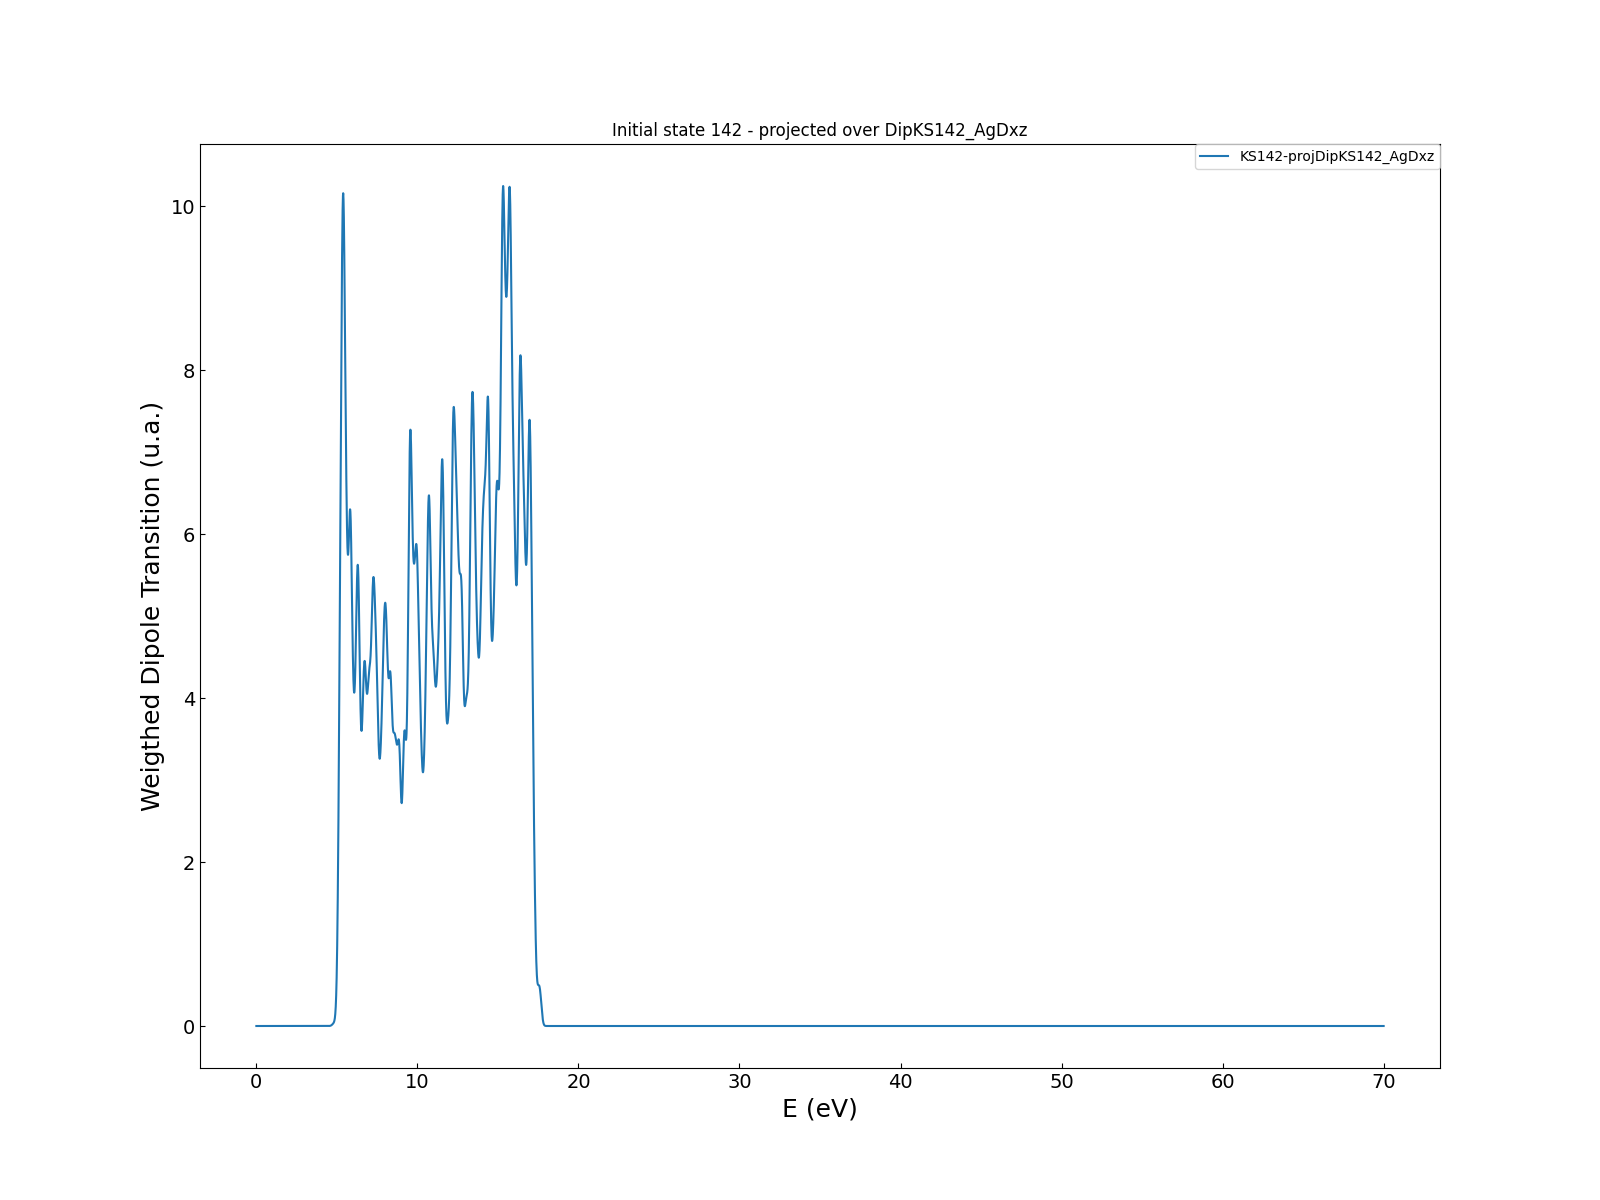 Initial state 142 - projected over DipKS142_AgDxz
KS142-projDipKS142_AgDxz
10
8
6
4
2
0
Weigthed Dipole Transition (u.a.)
0 10 20 30 40 50 60 70
E (eV)